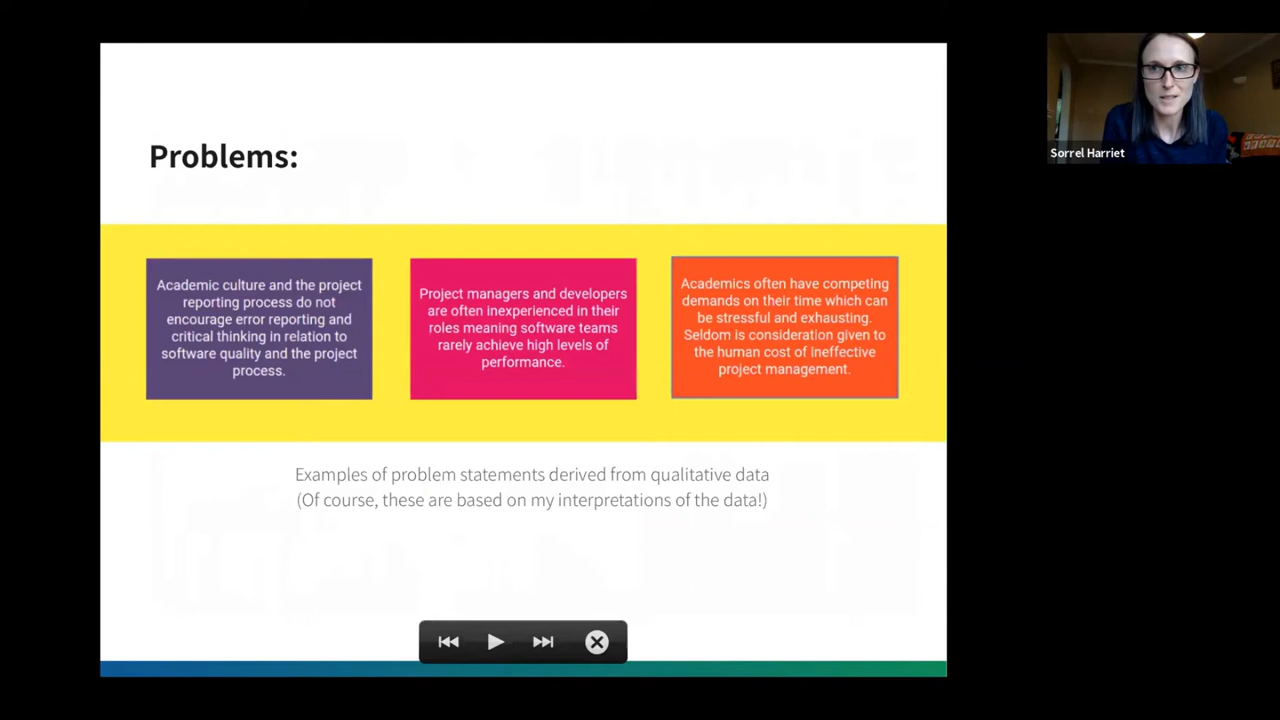 Problems:
Academic culture and the project
reporting process do not
encourage error reporting and
critical thinking in relation to
software quality and the project
process.
Project managers and developers
are often inexperienced in their
roles meaning software teams
rarely achieve high levels of
performance.
Academics often have competing
demands on their time which can
be stressful and exhausting.
Seldom is consideration given to
the human cost of ineffective
project management.
Examples of problem statements derived from qualitative data
(Of course, these are based on my interpretations of the data!)
Sorrel Harriet